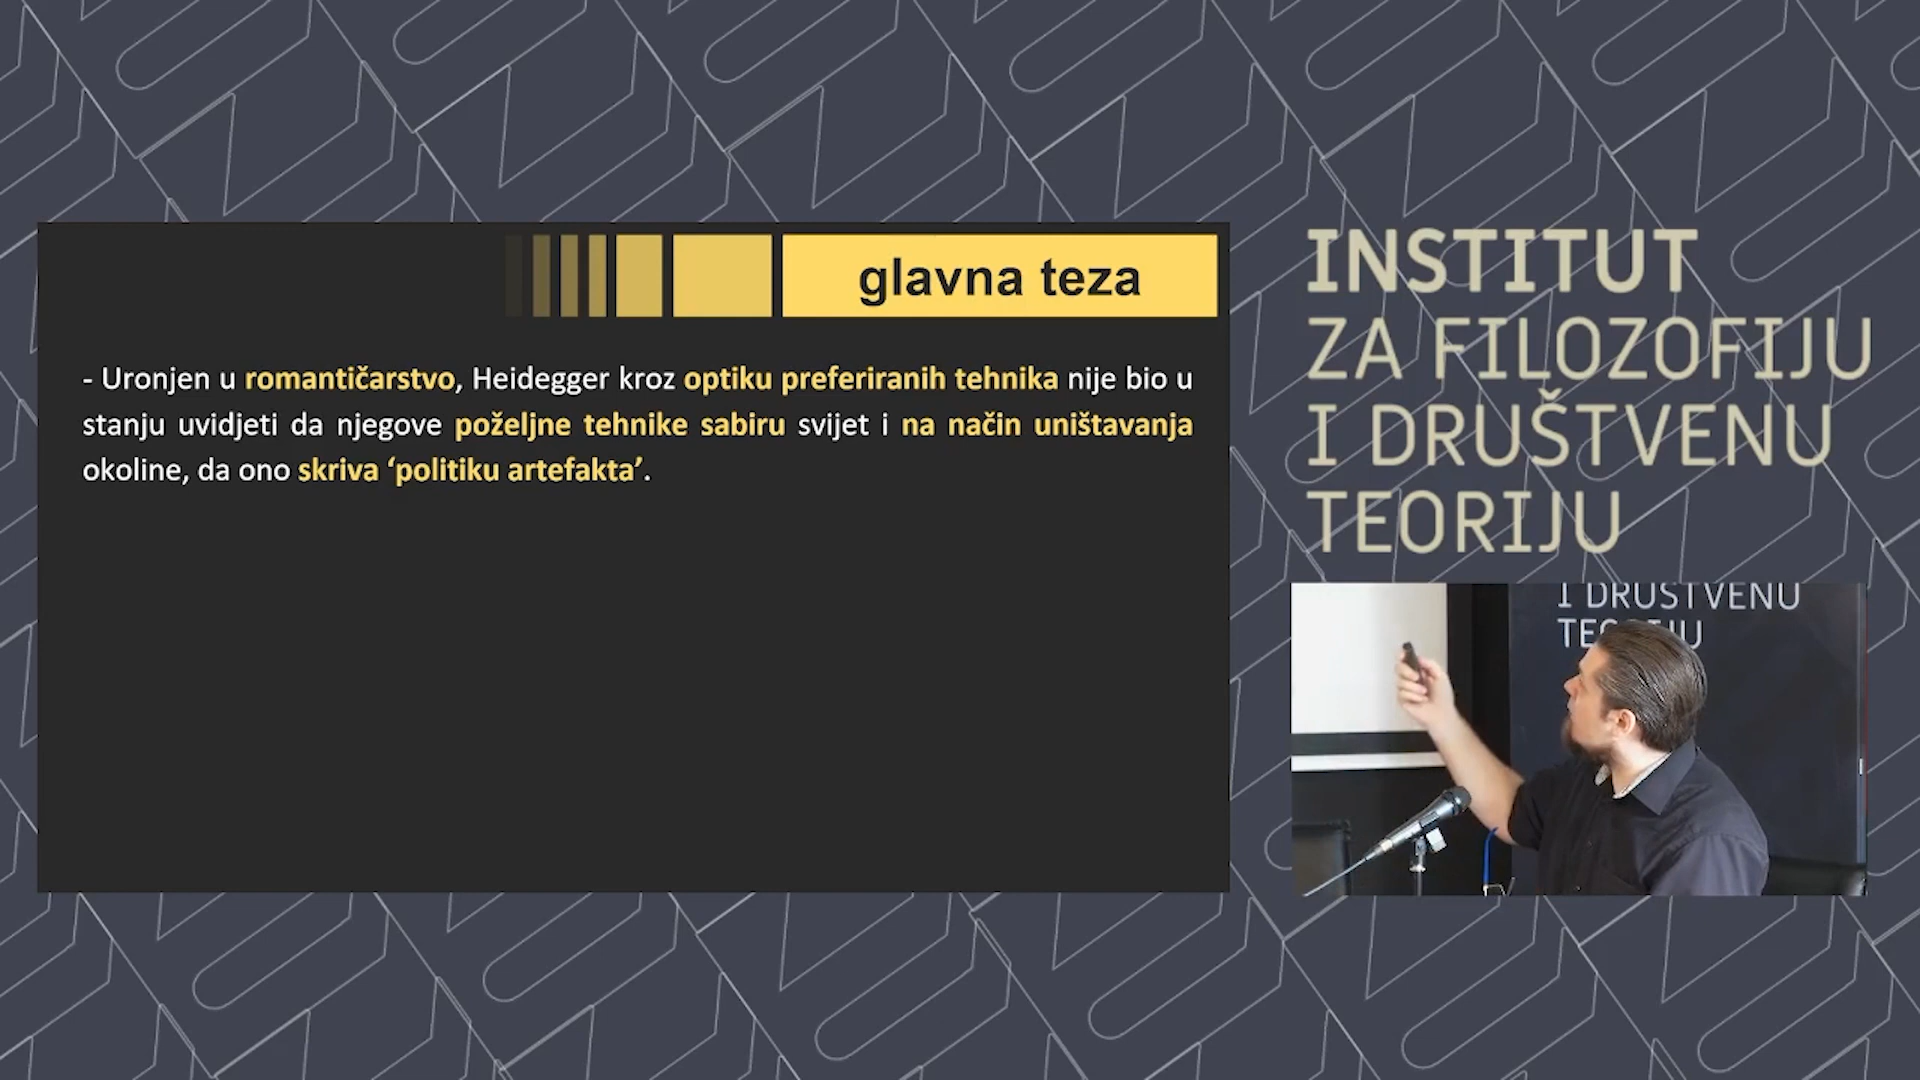 glavna teza
- Uronjen u romantičarstvo, Heidegger kroz optiku preferiranih tehnika nije bio u
stanju uvidjeti da njegove poželjne tehnike sabiru svijet i na način uništavanja
okoline, da ono skriva ‘politiku artefakta’.
INSTITUT
ZA FILOZOFIJU
I DRUŠTVENU
TEORIJU
I DRUŠTVENU